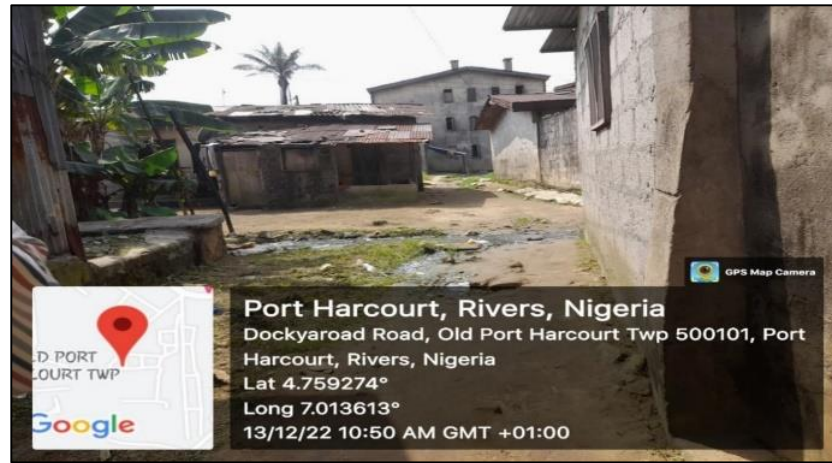 GPS Map Camera
Port Harcourt, Rivers, Nigeria
Dockyaroad Road, Old Port Harcourt Twp 500101, Port
Harcourt, Rivers, Nigeria
Lat 4.759274°
Long 7.013613°
13/12/22 10:50 AM GMT +01:00
D PORT
OURT TWP
Google